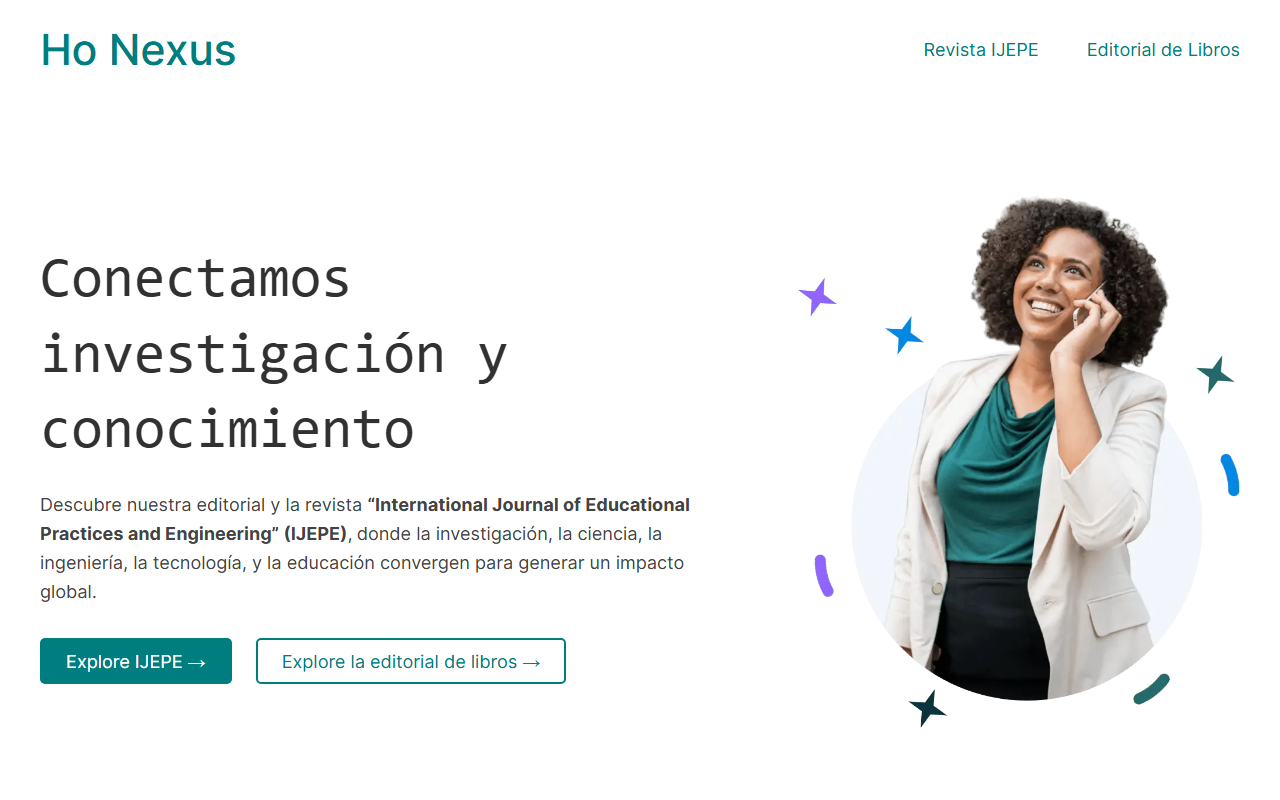 Ho Nexus
Revista IJEPE
Editorial de Libros
Conectamos
investigación y
conocimiento
Descubre nuestra editorial y la revista “International Journal of Educational
Practices and Engineering” (IJEPE), donde la investigación, la ciencia, la
ingeniería, la tecnología, y la educación convergen para generar un impacto
global.
Explore IJEPE →
Explore la editorial de libros →